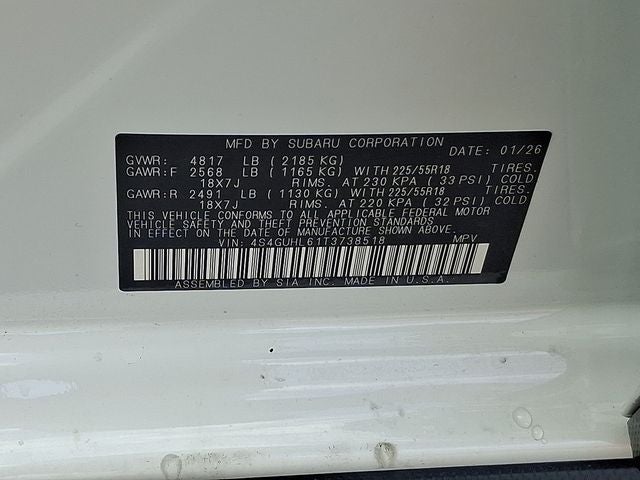 MFD BY SUBARU CORPORATION
DATE: 01/26
GVWR: 4817 LB (2185 KG)
GAWR:F 2568 LB (1165 KG) WITH 225/55R18 TIRES.
18X7J RIMS. AT 230 KPA (33 PSI) COLD
GAWR:R 2491 LB (1130 KG) WITH 225/55R18 TIRES.
18X7J RIMS. AT 220 KPA (32 PSI) COLD
THIS VEHICLE CONFORMS TO ALL APPLICABLE FEDERAL MOTOR
VEHICLE SAFETY AND THEFT PREVENTION STANDARDS
IN EFFECT ON THE DATE OF MANUFACTURE SHOWN ABOVE.
VIN: 4S4GUHL61T3738518 MPV
ASSEMBLED BY SIA INC. MADE IN U.S.A.